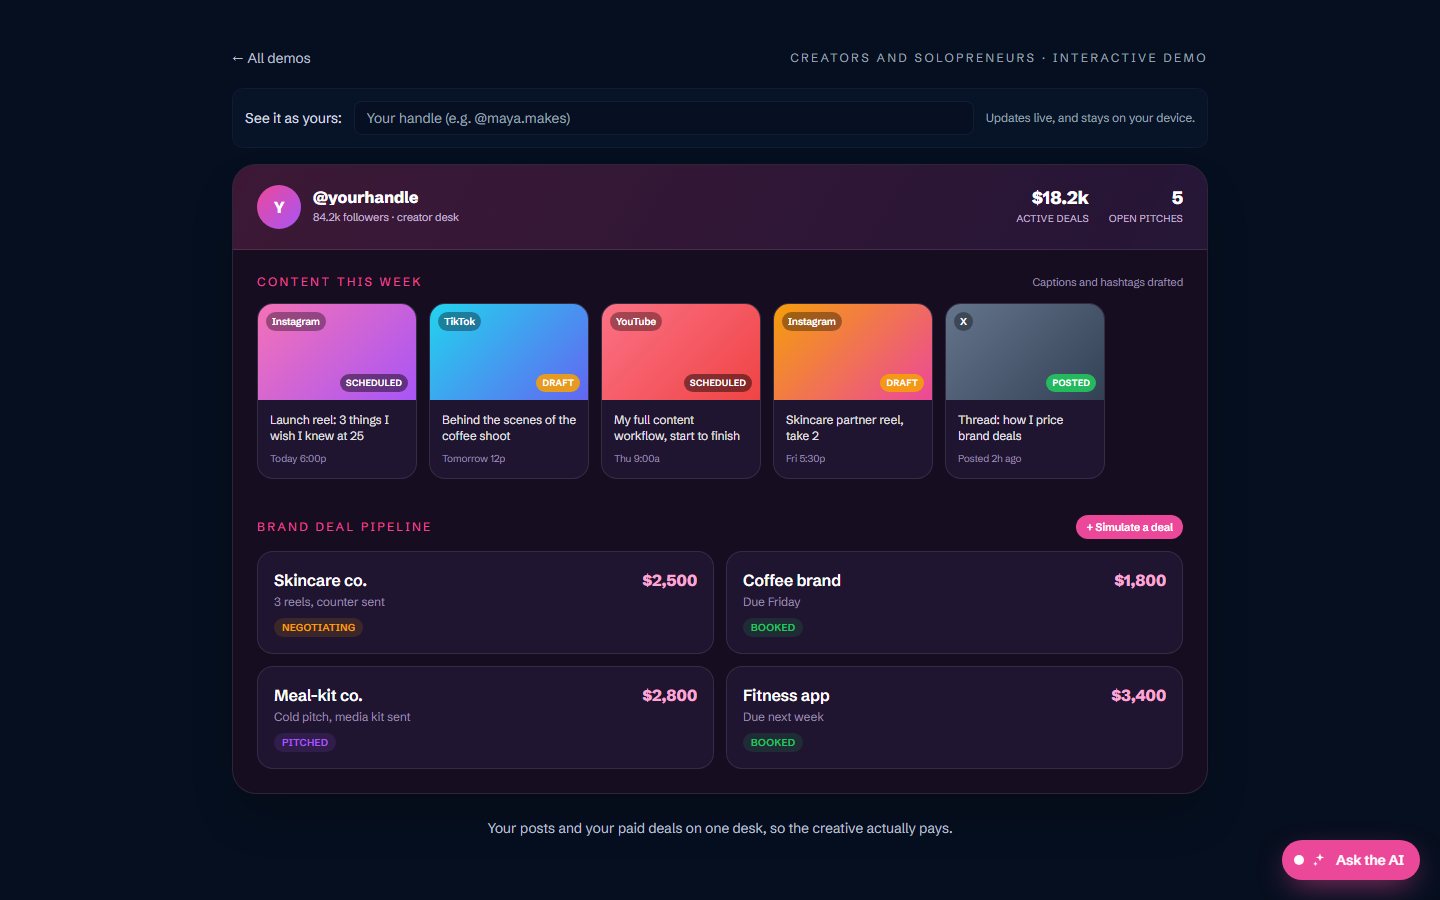 ← All demos
CREATORS AND SOLOPRENEURS · INTERACTIVE DEMO
See it as yours:
Your handle (e.g. @maya.makes)
Updates live, and stays on your device.
Y
@yourhandle
84.2k followers · creator desk
$18.2k
ACTIVE DEALS
5
OPEN PITCHES
CONTENT THIS WEEK
Captions and hashtags drafted
Instagram
SCHEDULED
Launch reel: 3 things I
wish I knew at 25
Today 6:00p
TikTok
DRAFT
Behind the scenes of the
coffee shoot
Tomorrow 12p
YouTube
SCHEDULED
My full content
workflow, start to finish
Thu 9:00a
Instagram
DRAFT
Skincare partner reel,
take 2
Fri 5:30p
X
POSTED
Thread: how I price
brand deals
Posted 2h ago
BRAND DEAL PIPELINE
+ Simulate a deal
Skincare co.
$2,500
3 reels, counter sent
NEGOTIATING
Coffee brand
$1,800
Due Friday
BOOKED
Meal-kit co.
$2,800
Cold pitch, media kit sent
PITCHED
Fitness app
$3,400
Due next week
BOOKED
Your posts and your paid deals on one desk, so the creative actually pays.
Ask the AI